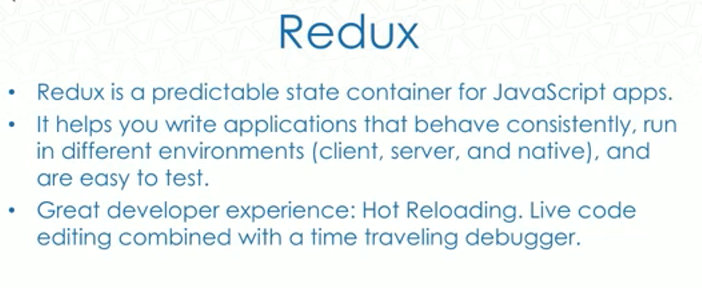 Redux
• Redux is a predictable state container for JavaScript apps.
• It helps you write applications that behave consistently, run
in different environments (client, server, and native), and
are easy to test.
• Great developer experience: Hot Reloading. Live code
editing combined with a time traveling debugger.